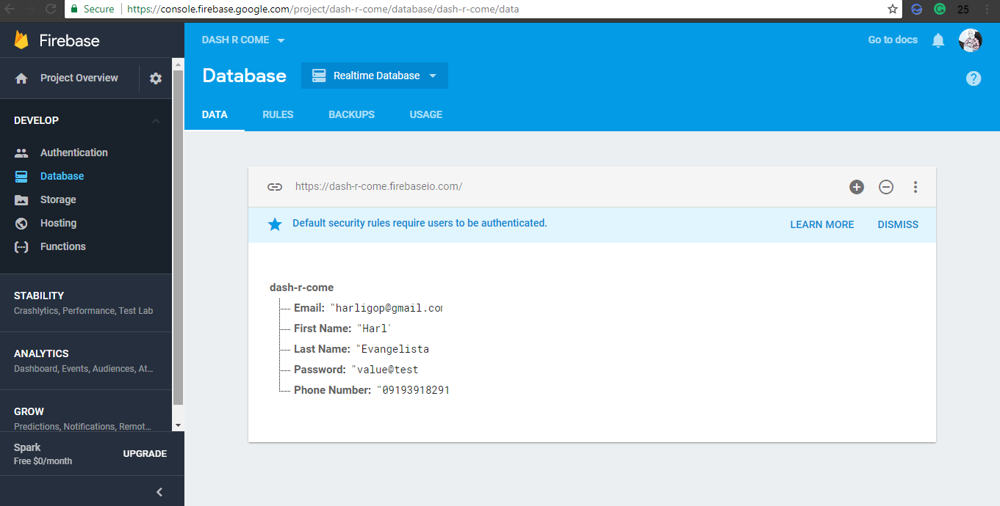 Secure https://console.firebase.google.com/project/dash-r-come/database/dash-r-come/data 25
Firebase
DASH R COME
Go to docs
Project Overview
Database
Realtime Database
?
DATA RULES BACKUPS USAGE
DEVELOP
Authentication
Database
Storage
Hosting
Functions
STABILITY
Crashlytics, Performance, Test Lab
ANALYTICS
Dashboard, Events, Audiences, At...
GROW
Predictions, Notifications, Remot...
Spark
Free $0/month
UPGRADE
https://dash-r-come.firebaseio.com/
Default security rules require users to be authenticated. LEARN MORE DISMISS
dash-r-come
Email: "harligop@gmail.com
First Name: "Harl"
Last Name: "Evangelista
Password: "value@test
Phone Number: "09193918291